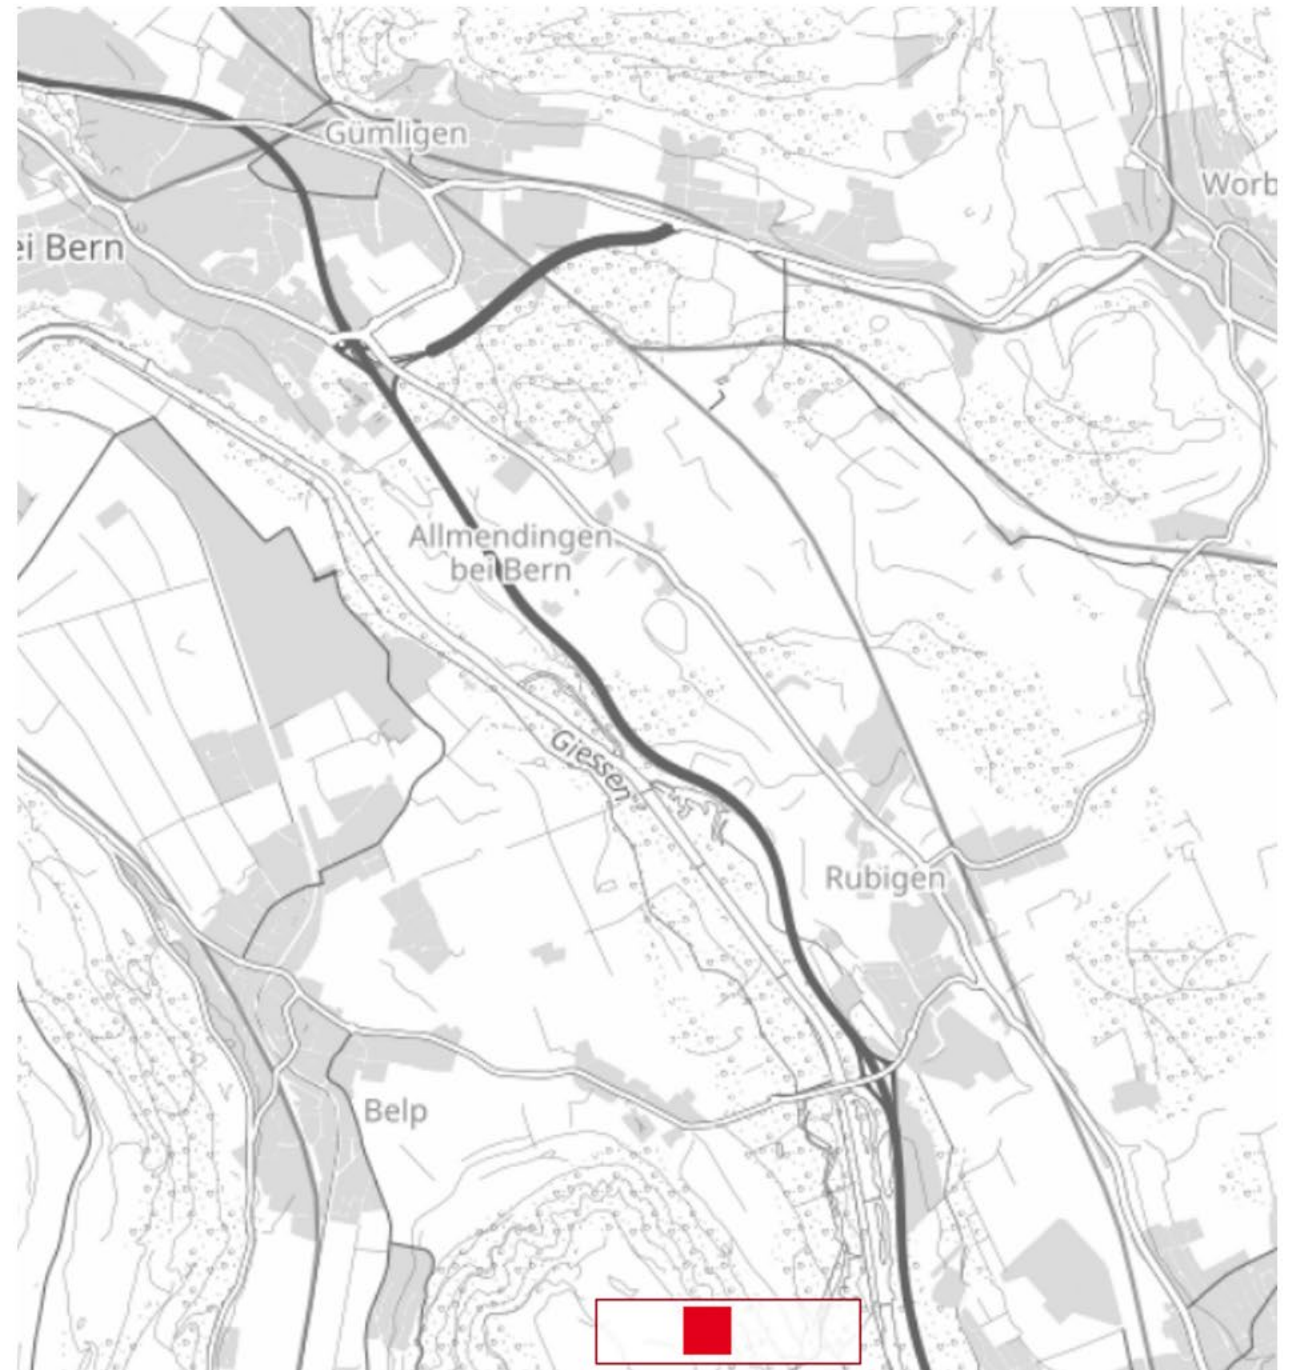 Gümligen
Worb
ei Bern
Allmendingen
bei Bern
Giessen
Rubigen
Belp